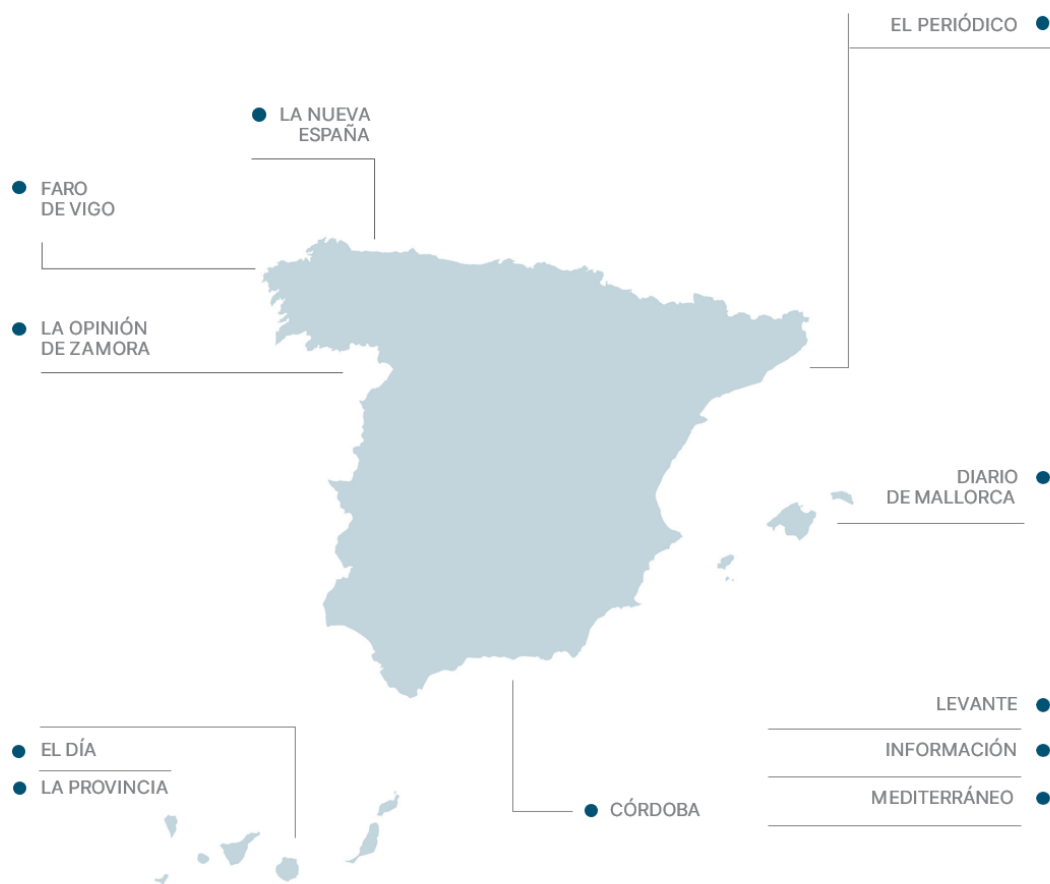 EL PERIÓDICO
LA NUEVA
ESPAÑA
FARO
DE VIGO
LA OPINIÓN
DE ZAMORA
DIARIO
DE MALLORCA
LEVANTE
INFORMACIÓN
MEDITERRÁNEO
EL DÍA
LA PROVINCIA
CÓRDOBA